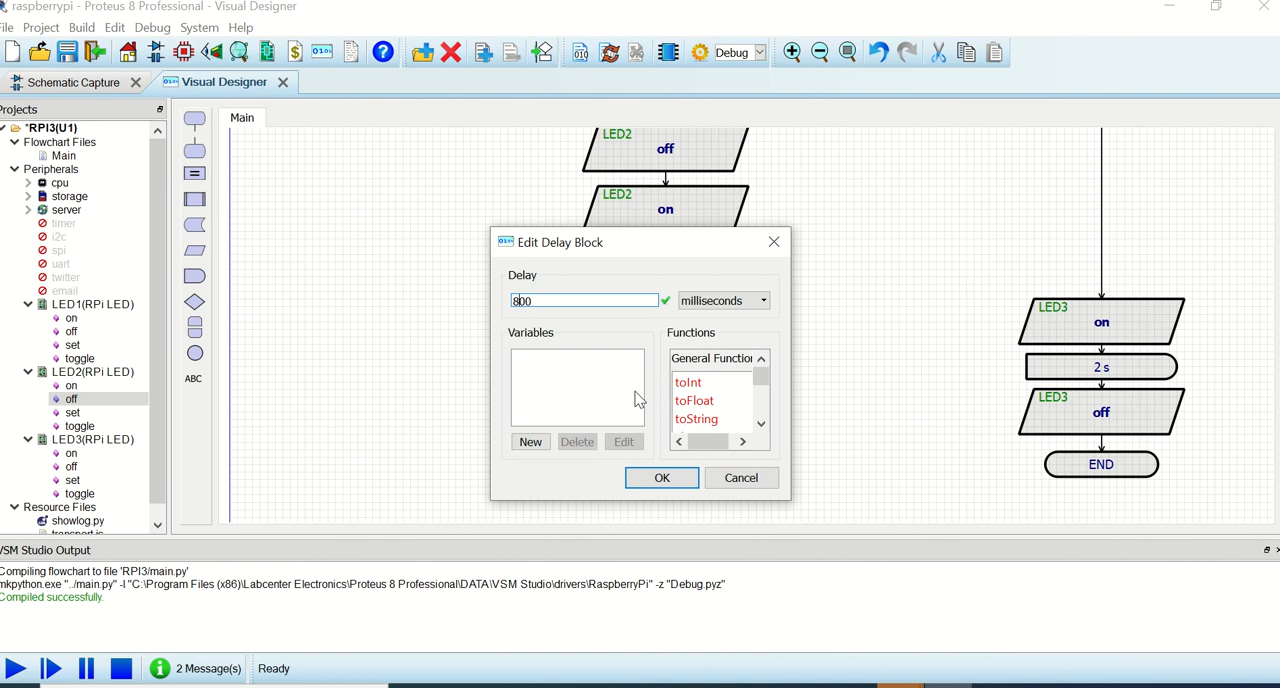 raspberrypi - Proteus 8 Professional - Visual Designer
File Project Build Edit Debug System Help
Debug
Schematic Capture
Visual Designer
Projects
*RPI3(U1)
Flowchart Files
Main
Peripherals
cpu
storage
server
timer
i2c
spi
uart
twitter
email
LED1(RPi LED)
on
off
set
toggle
LED2(RPi LED)
on
off
set
toggle
LED3(RPi LED)
on
off
set
toggle
Resource Files
showlog.py
ABC
Main
LED2
off
LED2
on
Edit Delay Block
Delay
800
milliseconds
Variables
Functions
General Function
toInt
toFloat
toString
New
Delete
Edit
OK
Cancel
LED3
on
2 s
LED3
off
END
VSM Studio Output
Compiling flowchart to file 'RPI3/main.py'
mkpython.exe "../main.py" -I "C:\Program Files (x86)\Labcenter Electronics\Proteus 8 Professional\DATA\VSM Studio\drivers\RaspberryPi" -z "Debug.pyz"
Compiled successfully.
2 Message(s)
Ready